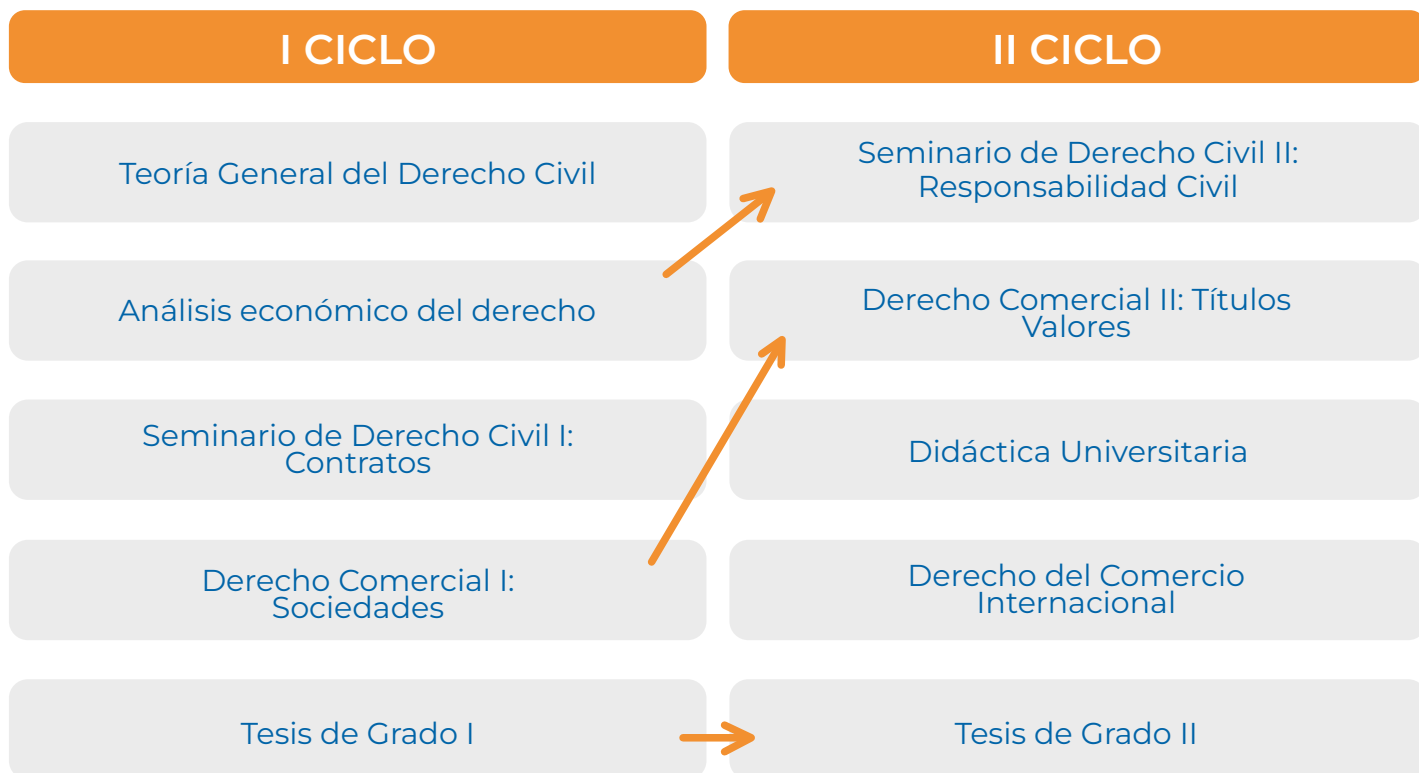 I CICLO
II CICLO
Teoría General del Derecho Civil
Seminario de Derecho Civil II:
Responsabilidad Civil
Análisis económico del derecho
Derecho Comercial II: Títulos
Valores
Seminario de Derecho Civil I:
Contratos
Didáctica Universitaria
Derecho Comercial I:
Sociedades
Derecho del Comercio
Internacional
Tesis de Grado I
Tesis de Grado II